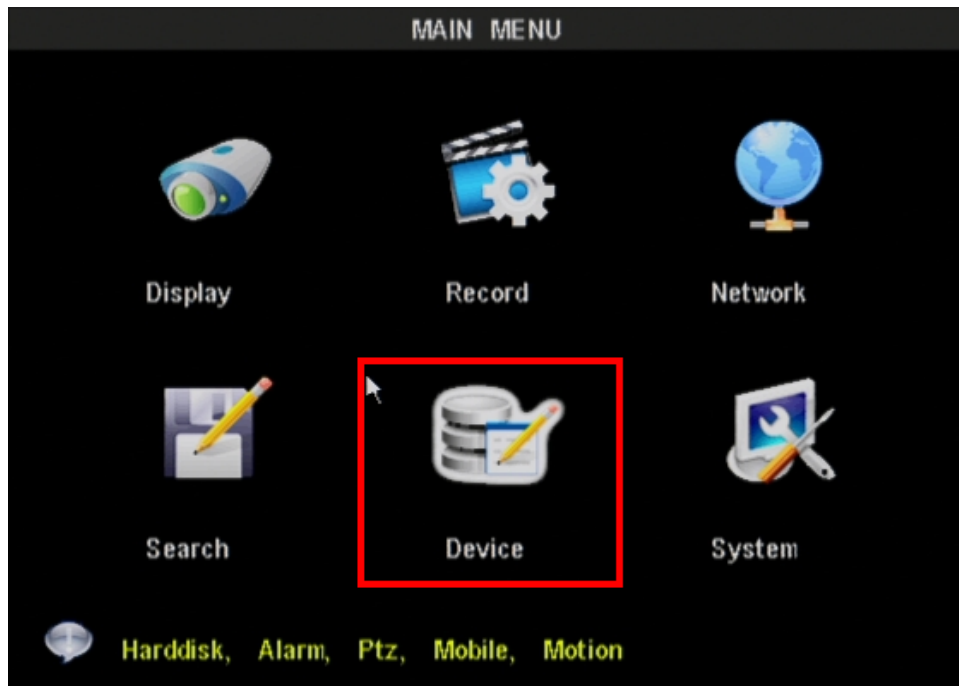 MAIN MENU
Display Record Network
Search Device System
Harddisk, Alarm, Ptz, Mobile, Motion